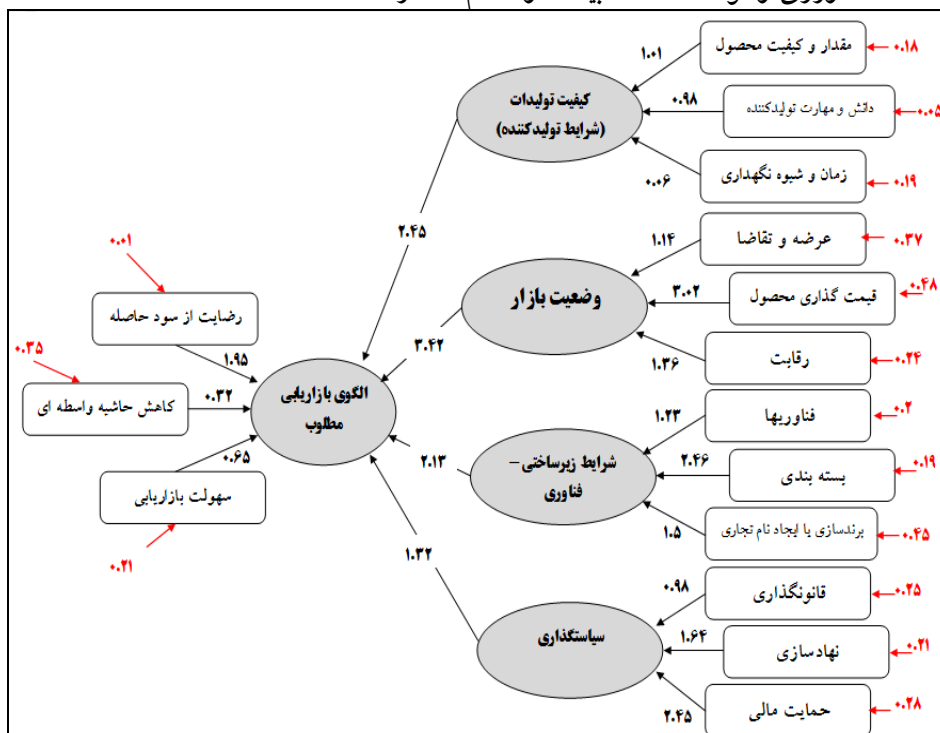 مقدار و کیفیت محصول
۰.۱۸
۱.۰۱
کیفیت تولیدات
(شرایط تولیدکننده)
دانش و مهارت تولیدکننده
۰.۰۵
۰.۹۸
زمان و شیوه نگهداری
۰.۱۹
۰.۰۶
۲.۴۵
عرضه و تقاضا
۰.۳۷
۱.۱۴
وضعیت بازار
قیمت گذاری محصول
۰.۴۸
۳.۰۲
رقابت
۰.۲۴
۱.۳۶
۳.۴۲
۰.۰۱
رضایت از سود حاصله
۱.۹۵
۰.۳۵
کاهش حاشیه واسطه ای
۰.۳۲
الگوی بازاریابی
مطلوب
سهولت بازاریابی
۰.۶۵
۰.۲۱
فناوریها
۰.۲
۱.۲۳
شرایط زیرساختی –
فناوری
بسته بندی
۰.۱۹
۲.۴۶
برندسازی یا ایجاد نام تجاری
۰.۴۵
۱.۵
۲.۱۳
۱.۳۲
قانونگذاری
۰.۲۵
۰.۹۸
سیاستگذاری
نهادسازی
۰.۲۱
۱.۶۴
حمایت مالی
۰.۲۸
۲.۴۵